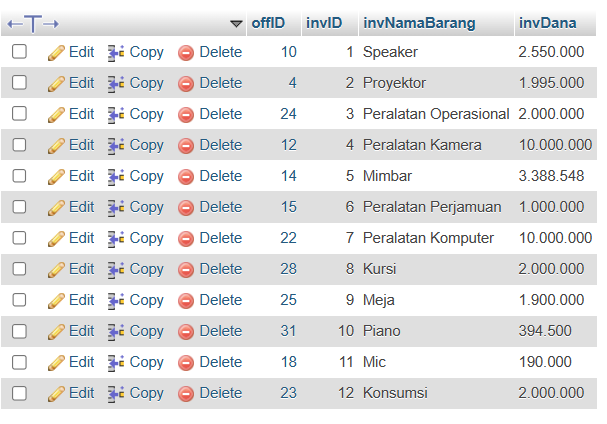 offID invID invNamaBarang invDana
Edit Copy Delete 10 1 Speaker 2.550.000
Edit Copy Delete 4 2 Proyektor 1.995.000
Edit Copy Delete 24 3 Peralatan Operasional 2.000.000
Edit Copy Delete 12 4 Peralatan Kamera 10.000.000
Edit Copy Delete 14 5 Mimbar 3.388.548
Edit Copy Delete 15 6 Peralatan Perjamuan 1.000.000
Edit Copy Delete 22 7 Peralatan Komputer 10.000.000
Edit Copy Delete 28 8 Kursi 2.000.000
Edit Copy Delete 25 9 Meja 1.900.000
Edit Copy Delete 31 10 Piano 394.500
Edit Copy Delete 18 11 Mic 190.000
Edit Copy Delete 23 12 Konsumsi 2.000.000